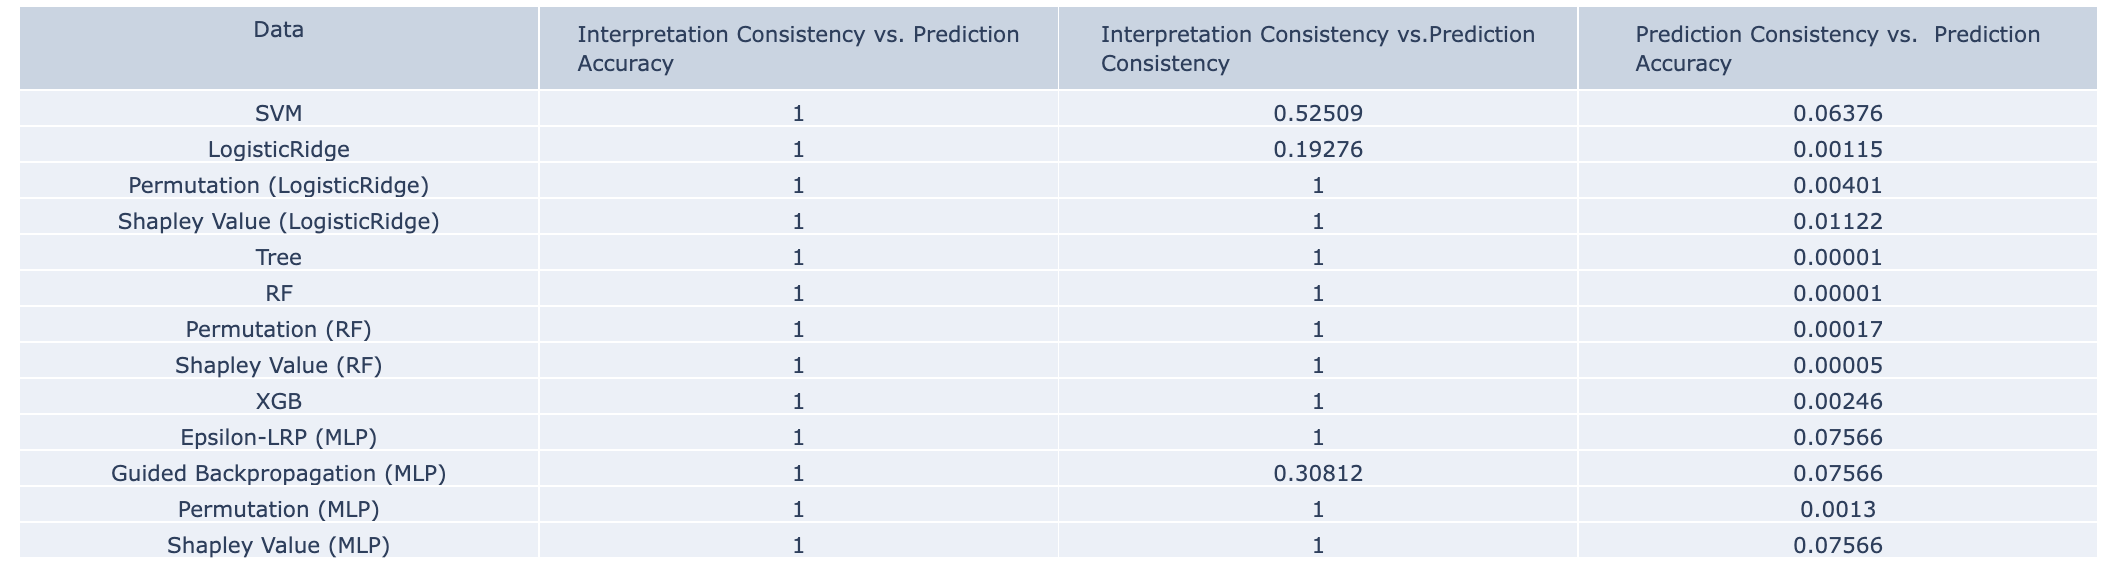 Data
Interpretation Consistency vs. Prediction
Accuracy
Interpretation Consistency vs.Prediction
Consistency
Prediction Consistency vs.  Prediction
Accuracy
SVM 1 0.52509 0.06376
LogisticRidge 1 0.19276 0.00115
Permutation (LogisticRidge) 1 1 0.00401
Shapley Value (LogisticRidge) 1 1 0.01122
Tree 1 1 0.00001
RF 1 1 0.00001
Permutation (RF) 1 1 0.00017
Shapley Value (RF) 1 1 0.00005
XGB 1 1 0.00246
Epsilon-LRP (MLP) 1 1 0.07566
Guided Backpropagation (MLP) 1 0.30812 0.07566
Permutation (MLP) 1 1 0.0013
Shapley Value (MLP) 1 1 0.07566